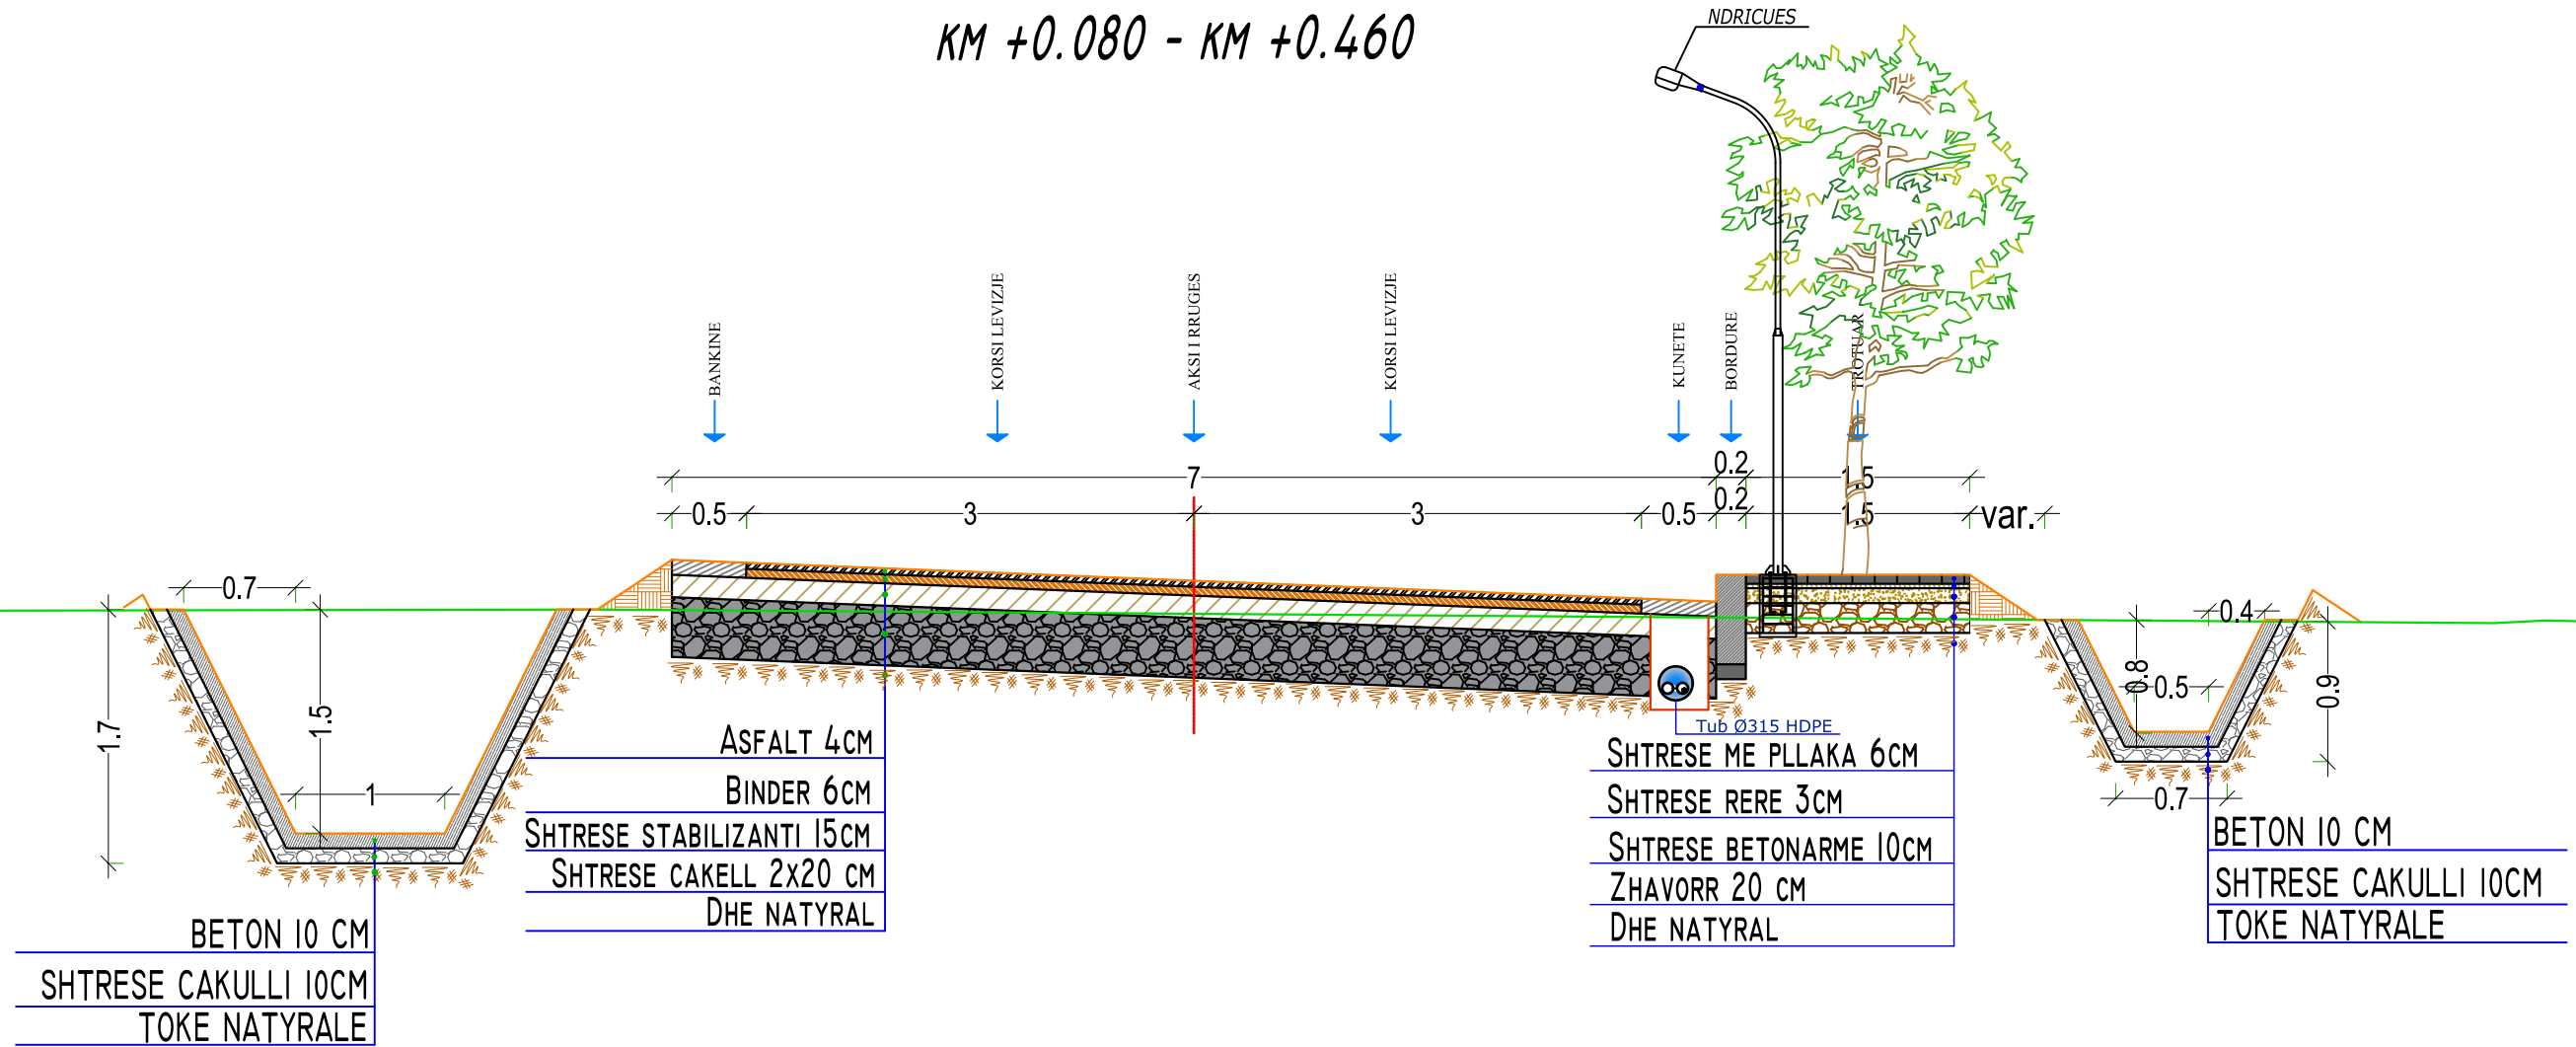 KM +0.080 - KM +0.460
NDRICUES
BANKINE
KORSI LEVIZJE
AKSI I RRUGES
KORSI LEVIZJE
KUNETE
BORDURE
TROTUAR
7
0.2
1.5
0.5
3
3
0.5
0.2
1.5
var.
0.7
1.7
1.5
1
0.4
0.8
0.5
0.9
0.7
Tub Ø315 HDPE
ASFALT 4CM
BINDER 6CM
SHTRESE STABILIZANTI 15CM
SHTRESE CAKELL 2X20 CM
DHE NATYRAL
SHTRESE ME PLLAKA 6CM
SHTRESE RERE 3CM
SHTRESE BETONARME 10CM
ZHAVORR 20 CM
DHE NATYRAL
BETON 10 CM
SHTRESE CAKULLI 10CM
TOKE NATYRALE
BETON 10 CM
SHTRESE CAKULLI 10CM
TOKE NATYRALE